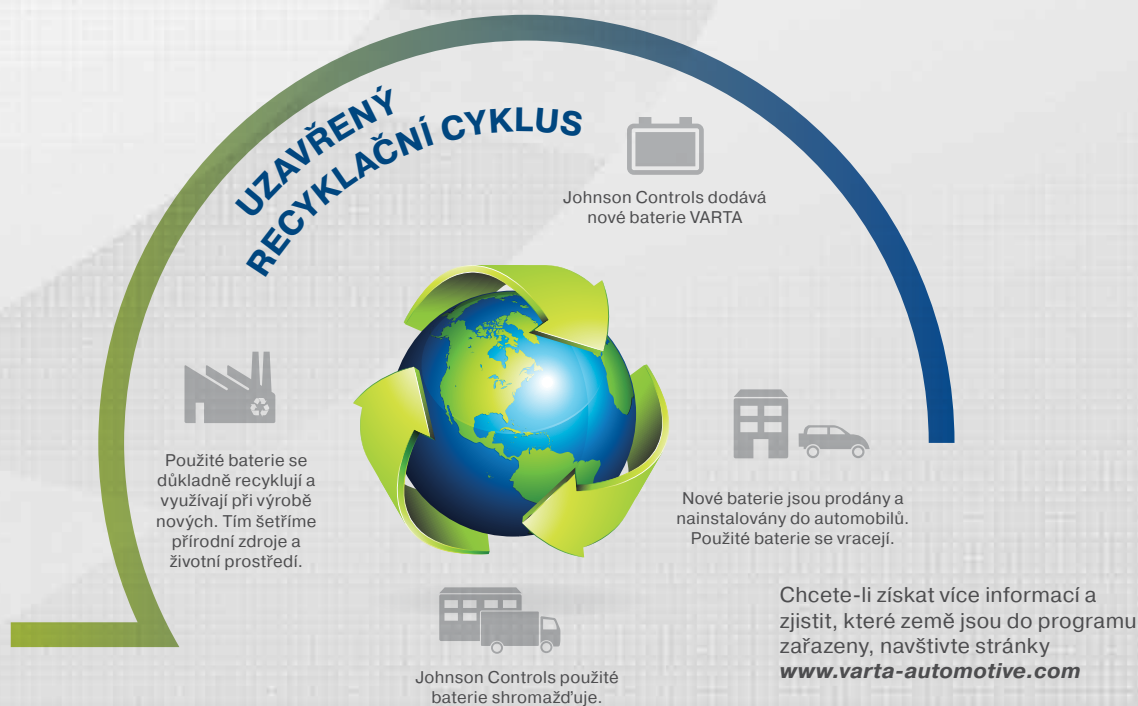 UZAVŘENÝ
RECYKLAČNÍ CYKLUS
Johnson Controls dodává
nové baterie VARTA
Nové baterie jsou prodány a
nainstalovány do automobilů.
Použité baterie se vracejí.
Johnson Controls použité
baterie shromažďuje.
Použité baterie se
důkladně recyklují a
využívají při výrobě
nových. Tím šetříme
přírodní zdroje a
životní prostředí.
Chcete-li získat více informací a
zjistit, které země jsou do programu
zařazeny, navštivte stránky
www.varta-automotive.com